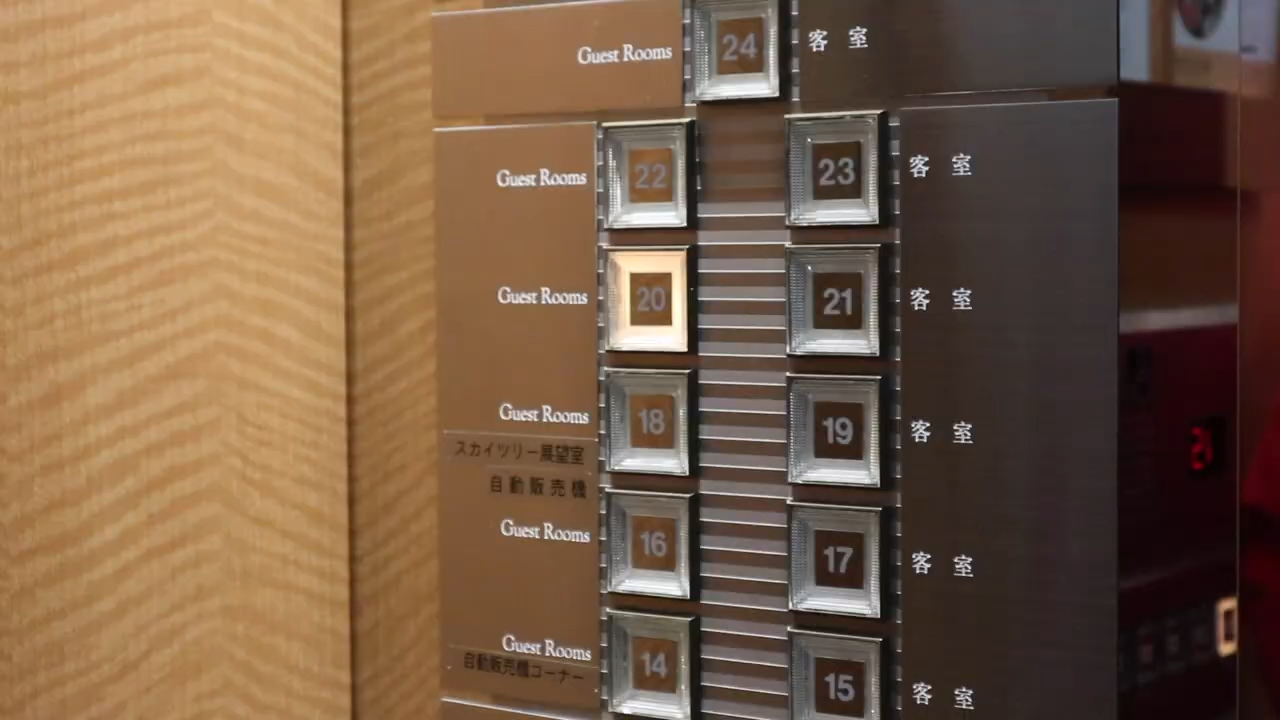 Guest Rooms 24 客室
Guest Rooms 22 23 客室
Guest Rooms 20 21 客室
Guest Rooms 18 19 客室
スカイツリー展望室
自動販売機
Guest Rooms 16 17 客室
Guest Rooms 14 15 客室
自動販売機コーナー